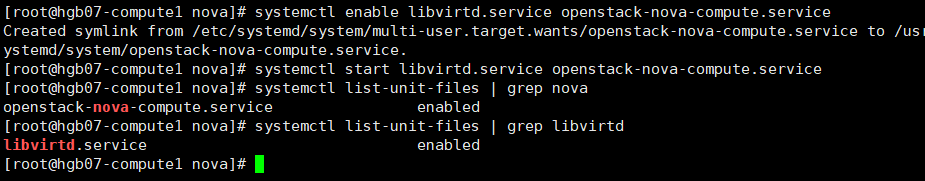 [root@hgb07-compute1 nova]# systemctl enable libvirtd.service openstack-nova-compute.service
Created symlink from /etc/systemd/system/multi-user.target.wants/openstack-nova-compute.service to /usr
ystemd/system/openstack-nova-compute.service.
[root@hgb07-compute1 nova]# systemctl start libvirtd.service openstack-nova-compute.service
[root@hgb07-compute1 nova]# systemctl list-unit-files | grep nova
openstack-nova-compute.service enabled
[root@hgb07-compute1 nova]# systemctl list-unit-files | grep libvirtd
libvirtd.service enabled
[root@hgb07-compute1 nova]#